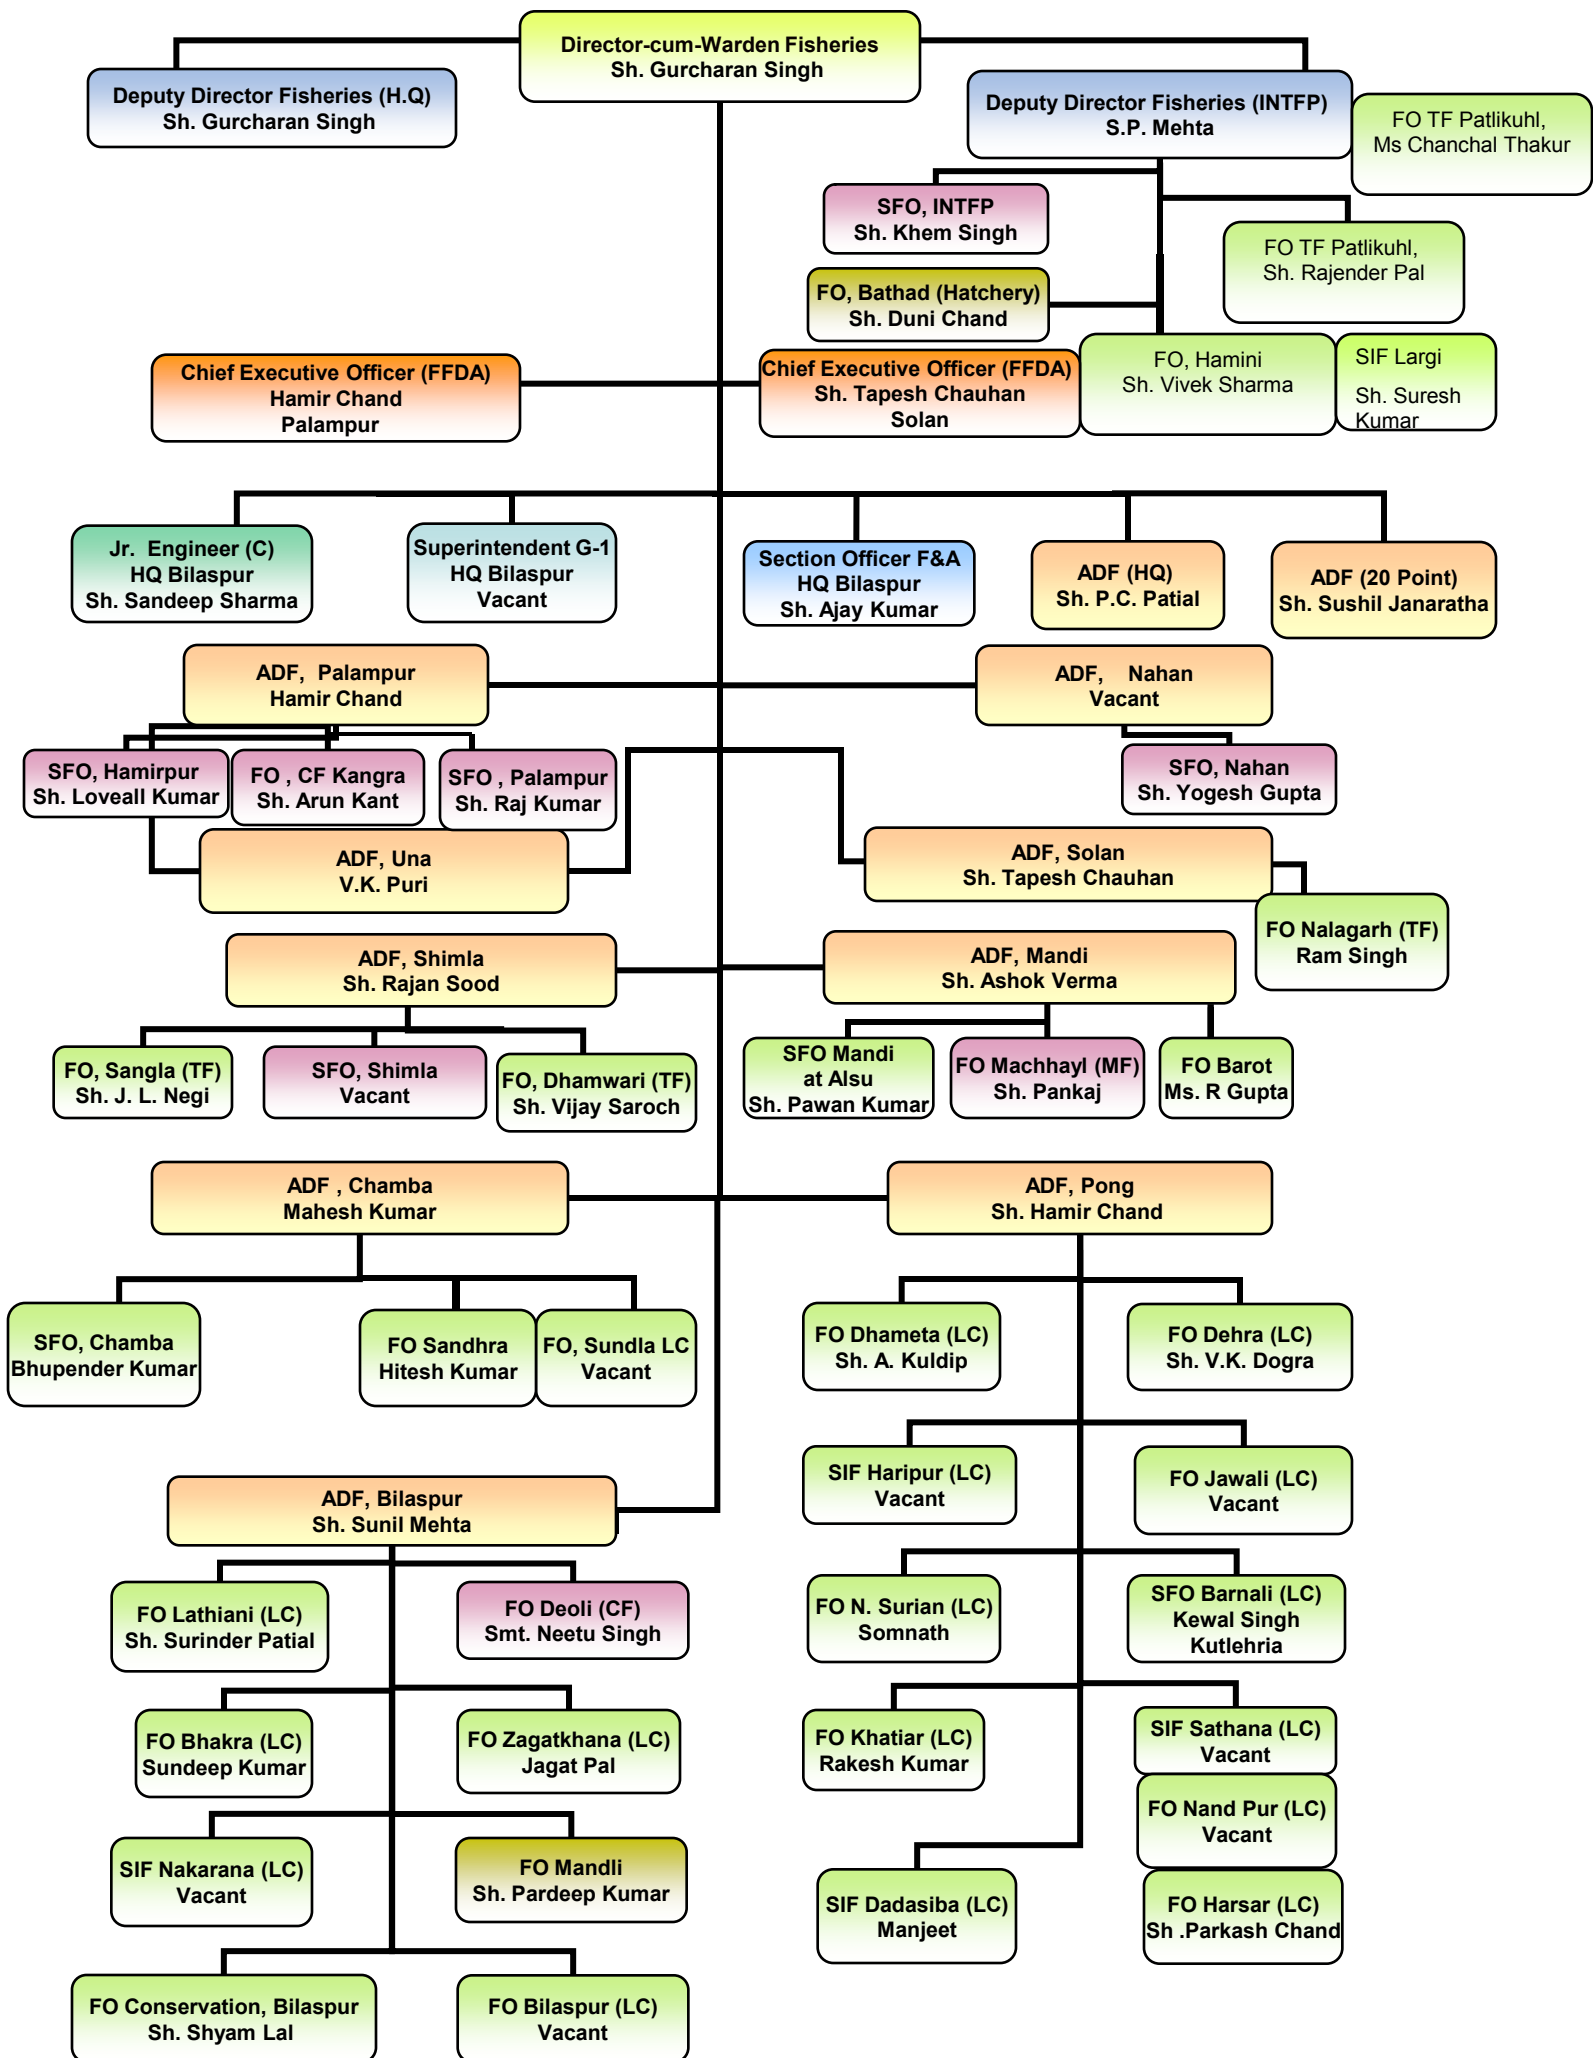 Director-cum-Warden Fisheries
Sh. Gurcharan Singh
Deputy Director Fisheries (H.Q)
Sh. Gurcharan Singh
Deputy Director Fisheries (INTFP)
S.P. Mehta
FO TF Patlikuhl,
Ms Chanchal Thakur
SFO, INTFP
Sh. Khem Singh
FO TF Patlikuhl,
Sh. Rajender Pal
FO, Bathad (Hatchery)
Sh. Duni Chand
Chief Executive Officer (FFDA)
Hamir Chand
Palampur
Chief Executive Officer (FFDA)
Sh. Tapesh Chauhan
Solan
FO, Hamini
Sh. Vivek Sharma
SIF Largi
Sh. Suresh
Kumar
Jr. Engineer (C)
HQ Bilaspur
Sh. Sandeep Sharma
Superintendent G-1
HQ Bilaspur
Vacant
Section Officer F&A
HQ Bilaspur
Sh. Ajay Kumar
ADF (HQ)
Sh. P.C. Patial
ADF (20 Point)
Sh. Sushil Janaratha
ADF, Palampur
Hamir Chand
ADF, Nahan
Vacant
SFO, Hamirpur
Sh. Loveall Kumar
FO , CF Kangra
Sh. Arun Kant
SFO , Palampur
Sh. Raj Kumar
SFO, Nahan
Sh. Yogesh Gupta
ADF, Una
V.K. Puri
ADF, Solan
Sh. Tapesh Chauhan
FO Nalagarh (TF)
Ram Singh
ADF, Shimla
Sh. Rajan Sood
ADF, Mandi
Sh. Ashok Verma
FO, Sangla (TF)
Sh. J. L. Negi
SFO, Shimla
Vacant
FO, Dhamwari (TF)
Sh. Vijay Saroch
SFO Mandi
at Alsu
Sh. Pawan Kumar
FO Machhayl (MF)
Sh. Pankaj
FO Barot
Ms. R Gupta
ADF , Chamba
Mahesh Kumar
ADF, Pong
Sh. Hamir Chand
SFO, Chamba
Bhupender Kumar
FO Sandhra
Hitesh Kumar
FO, Sundla LC
Vacant
FO Dhameta (LC)
Sh. A. Kuldip
FO Dehra (LC)
Sh. V.K. Dogra
SIF Haripur (LC)
Vacant
FO Jawali (LC)
Vacant
ADF, Bilaspur
Sh. Sunil Mehta
FO Lathiani (LC)
Sh. Surinder Patial
FO Deoli (CF)
Smt. Neetu Singh
FO N. Surian (LC)
Somnath
SFO Barnali (LC)
Kewal Singh
Kutlehria
FO Bhakra (LC)
Sundeep Kumar
FO Zagatkhana (LC)
Jagat Pal
FO Khatiar (LC)
Rakesh Kumar
SIF Sathana (LC)
Vacant
FO Nand Pur (LC)
Vacant
SIF Nakarana (LC)
Vacant
FO Mandli
Sh. Pardeep Kumar
SIF Dadasiba (LC)
Manjeet
FO Harsar (LC)
Sh .Parkash Chand
FO Conservation, Bilaspur
Sh. Shyam Lal
FO Bilaspur (LC)
Vacant